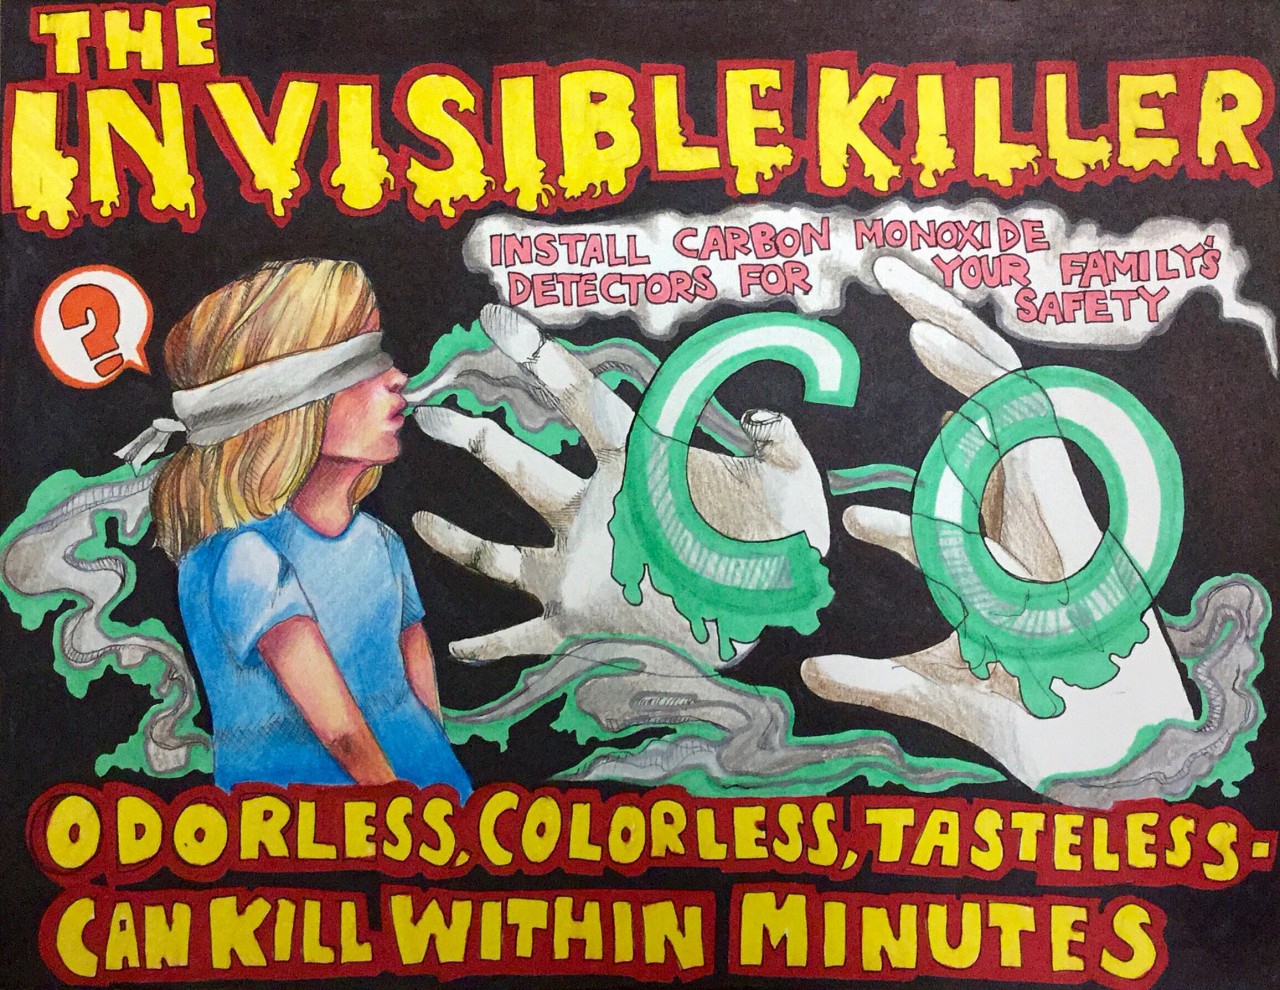 THE
INVISIBLE KILLER
INSTALL CARBON MONOXIDE
DETECTORS FOR YOUR FAMILY'S
SAFETY
?
CO
ODORLESS, COLORLESS, TASTELESS-
CAN KILL WITHIN MINUTES